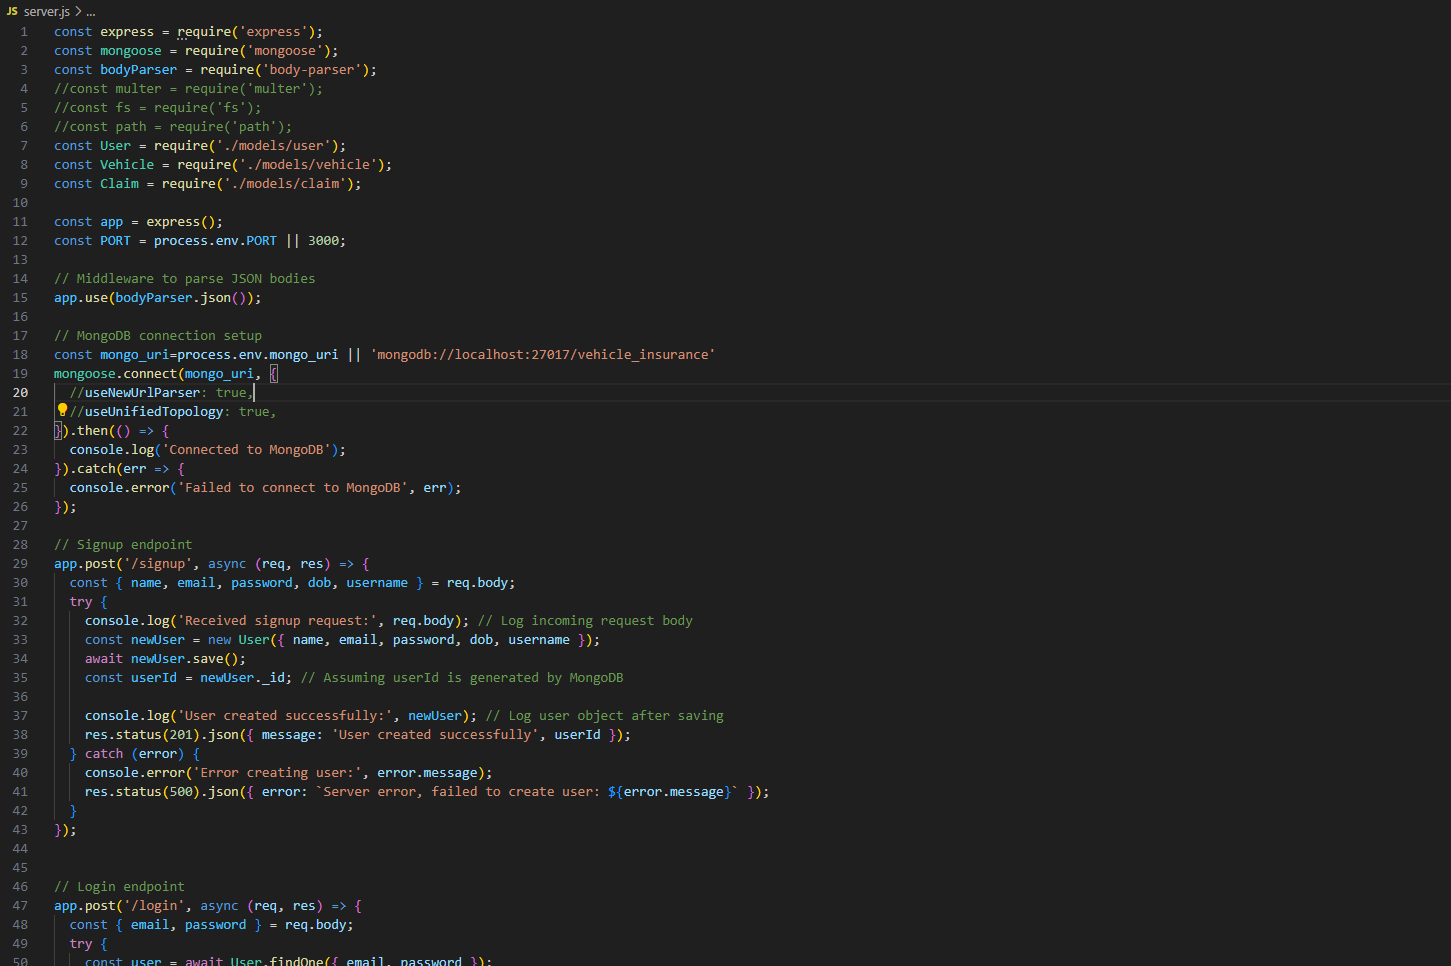 JS server.js > ...
1 const express = require('express');
2 const mongoose = require('mongoose');
3 const bodyParser = require('body-parser');
4 //const multer = require('multer');
5 //const fs = require('fs');
6 //const path = require('path');
7 const User = require('./models/user');
8 const Vehicle = require('./models/vehicle');
9 const Claim = require('./models/claim');
10
11 const app = express();
12 const PORT = process.env.PORT || 3000;
13
14 // Middleware to parse JSON bodies
15 app.use(bodyParser.json());
16
17 // MongoDB connection setup
18 const mongo_uri=process.env.mongo_uri || 'mongodb://localhost:27017/vehicle_insurance'
19 mongoose.connect(mongo_uri, {
20   //useNewUrlParser: true,
21   //useUnifiedTopology: true,
22 }).then(() => {
23   console.log('Connected to MongoDB');
24 }).catch(err => {
25   console.error('Failed to connect to MongoDB', err);
26 });
27
28 // Signup endpoint
29 app.post('/signup', async (req, res) => {
30   const { name, email, password, dob, username } = req.body;
31   try {
32     console.log('Received signup request:', req.body); // Log incoming request body
33     const newUser = new User({ name, email, password, dob, username });
34     await newUser.save();
35     const userId = newUser._id; // Assuming userId is generated by MongoDB
36
37     console.log('User created successfully:', newUser); // Log user object after saving
38     res.status(201).json({ message: 'User created successfully', userId });
39   } catch (error) {
40     console.error('Error creating user:', error.message);
41     res.status(500).json({ error: `Server error, failed to create user: ${error.message}` });
42   }
43 });
44
45
46 // Login endpoint
47 app.post('/login', async (req, res) => {
48   const { email, password } = req.body;
49   try {
50     const user = await User.findOne({ email, password });